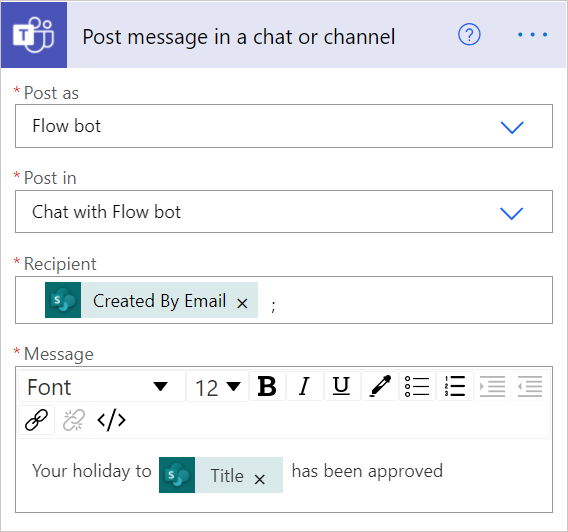 Post message in a chat or channel
* Post as
Flow bot
* Post in
Chat with Flow bot
* Recipient
Created By Email × ;
* Message
Font 12 B I U
Your holiday to Title × has been approved